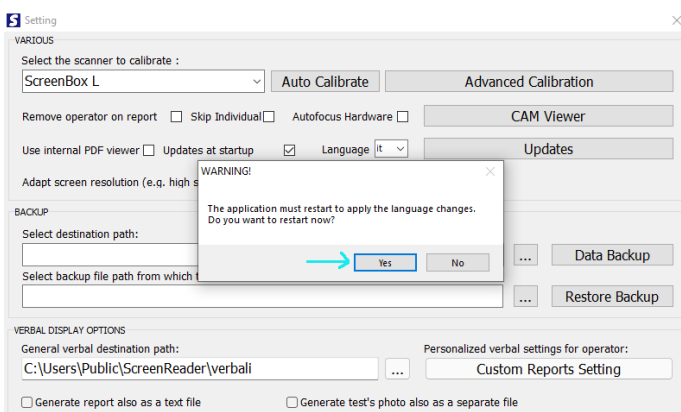 S Setting
VARIOUS
Select the scanner to calibrate :
ScreenBox L Auto Calibrate Advanced Calibration
Remove operator on report Skip Individual Autofocus Hardware CAM Viewer
Use internal PDF viewer Updates at startup Language it Updates
Adapt screen resolution (e.g. high
WARNING!
The application must restart to apply the language changes.
Do you want to restart now?
Yes No
BACKUP
Select destination path:
... Data Backup
Select backup file path from which
... Restore Backup
VERBAL DISPLAY OPTIONS
General verbal destination path: Personalized verbal settings for operator:
C:\Users\Public\ScreenReader\verbali ... Custom Reports Setting
Generate report also as a text file Generate test's photo also as a separate file